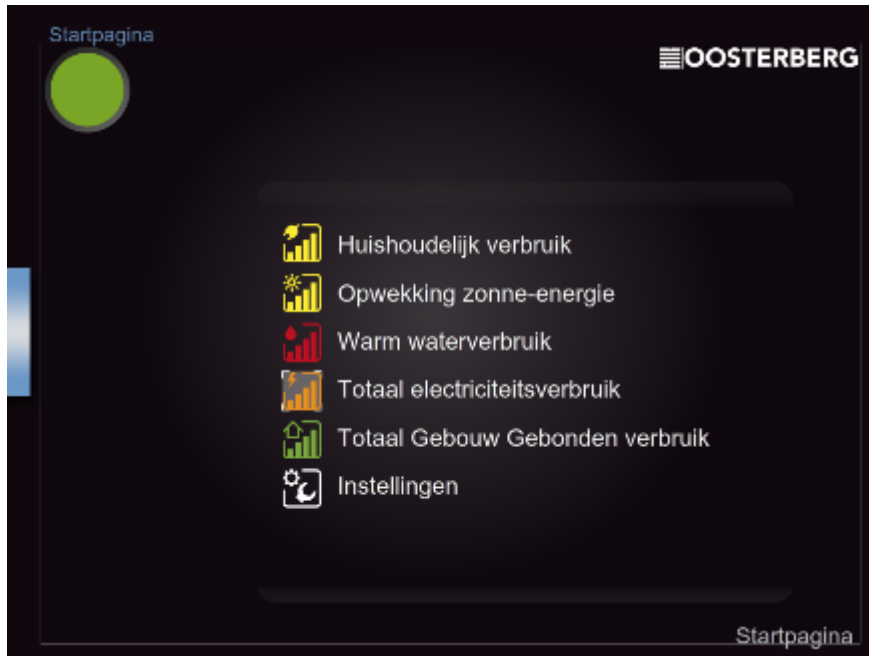 Startpagina
OOSTERBERG
Huishoudelijk verbruik
Opwekking zonne-energie
Warm waterverbruik
Totaal electriciteitsverbruik
Totaal Gebouw Gebonden verbruik
Instellingen
Startpagina